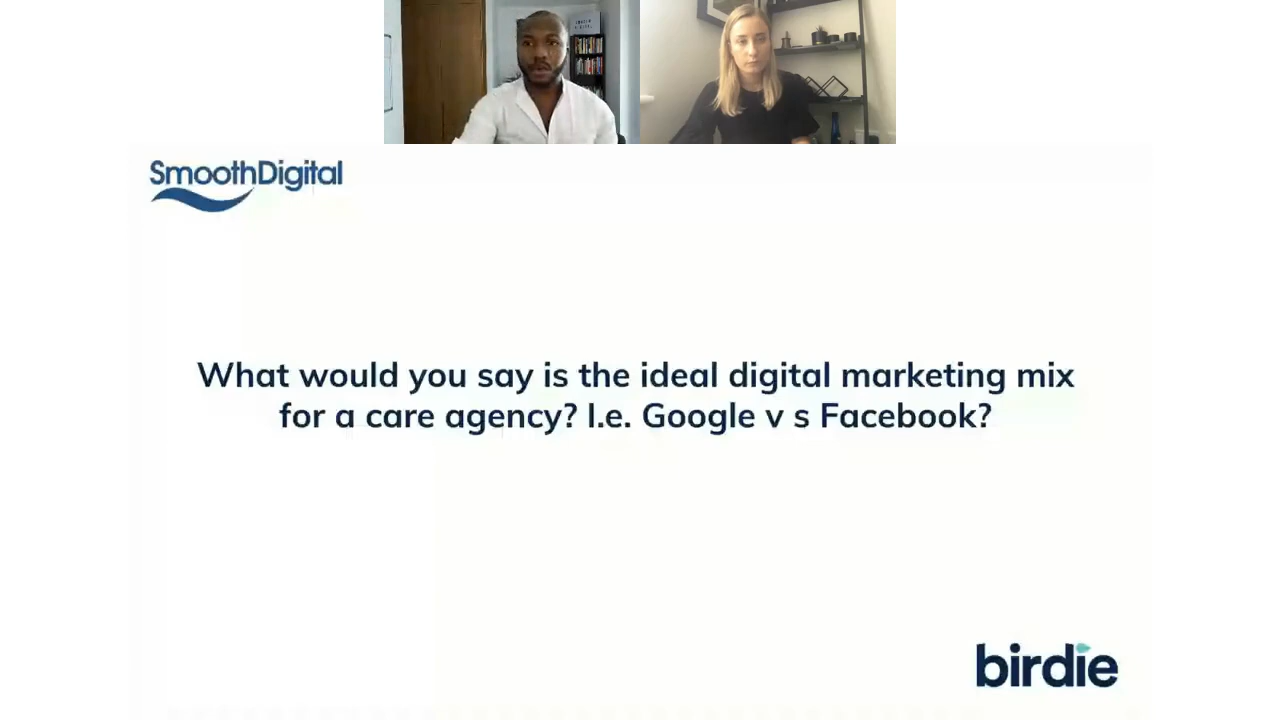 SmoothDigital
What would you say is the ideal digital marketing mix
for a care agency? I.e. Google v s Facebook?
birdie